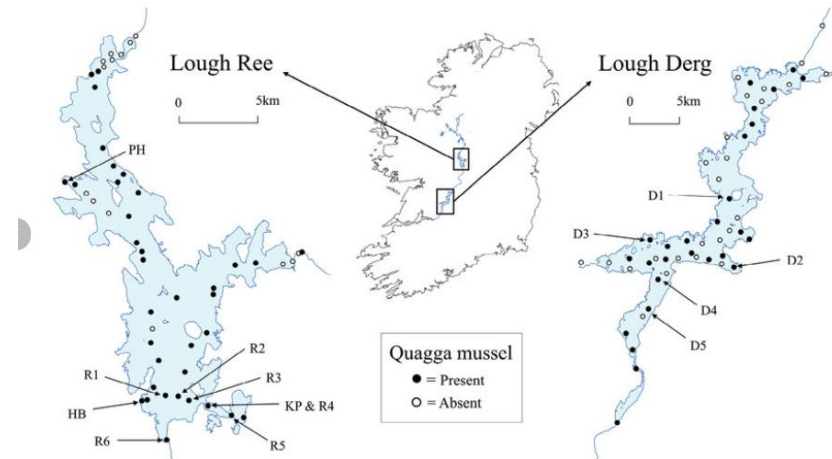 Lough Ree
0 5km
PH
R1
R2
R3
HB
KP & R4
R6
R5
Quagga mussel
● = Present
○ = Absent
Lough Derg
0 5km
D1
D3
D2
D4
D5